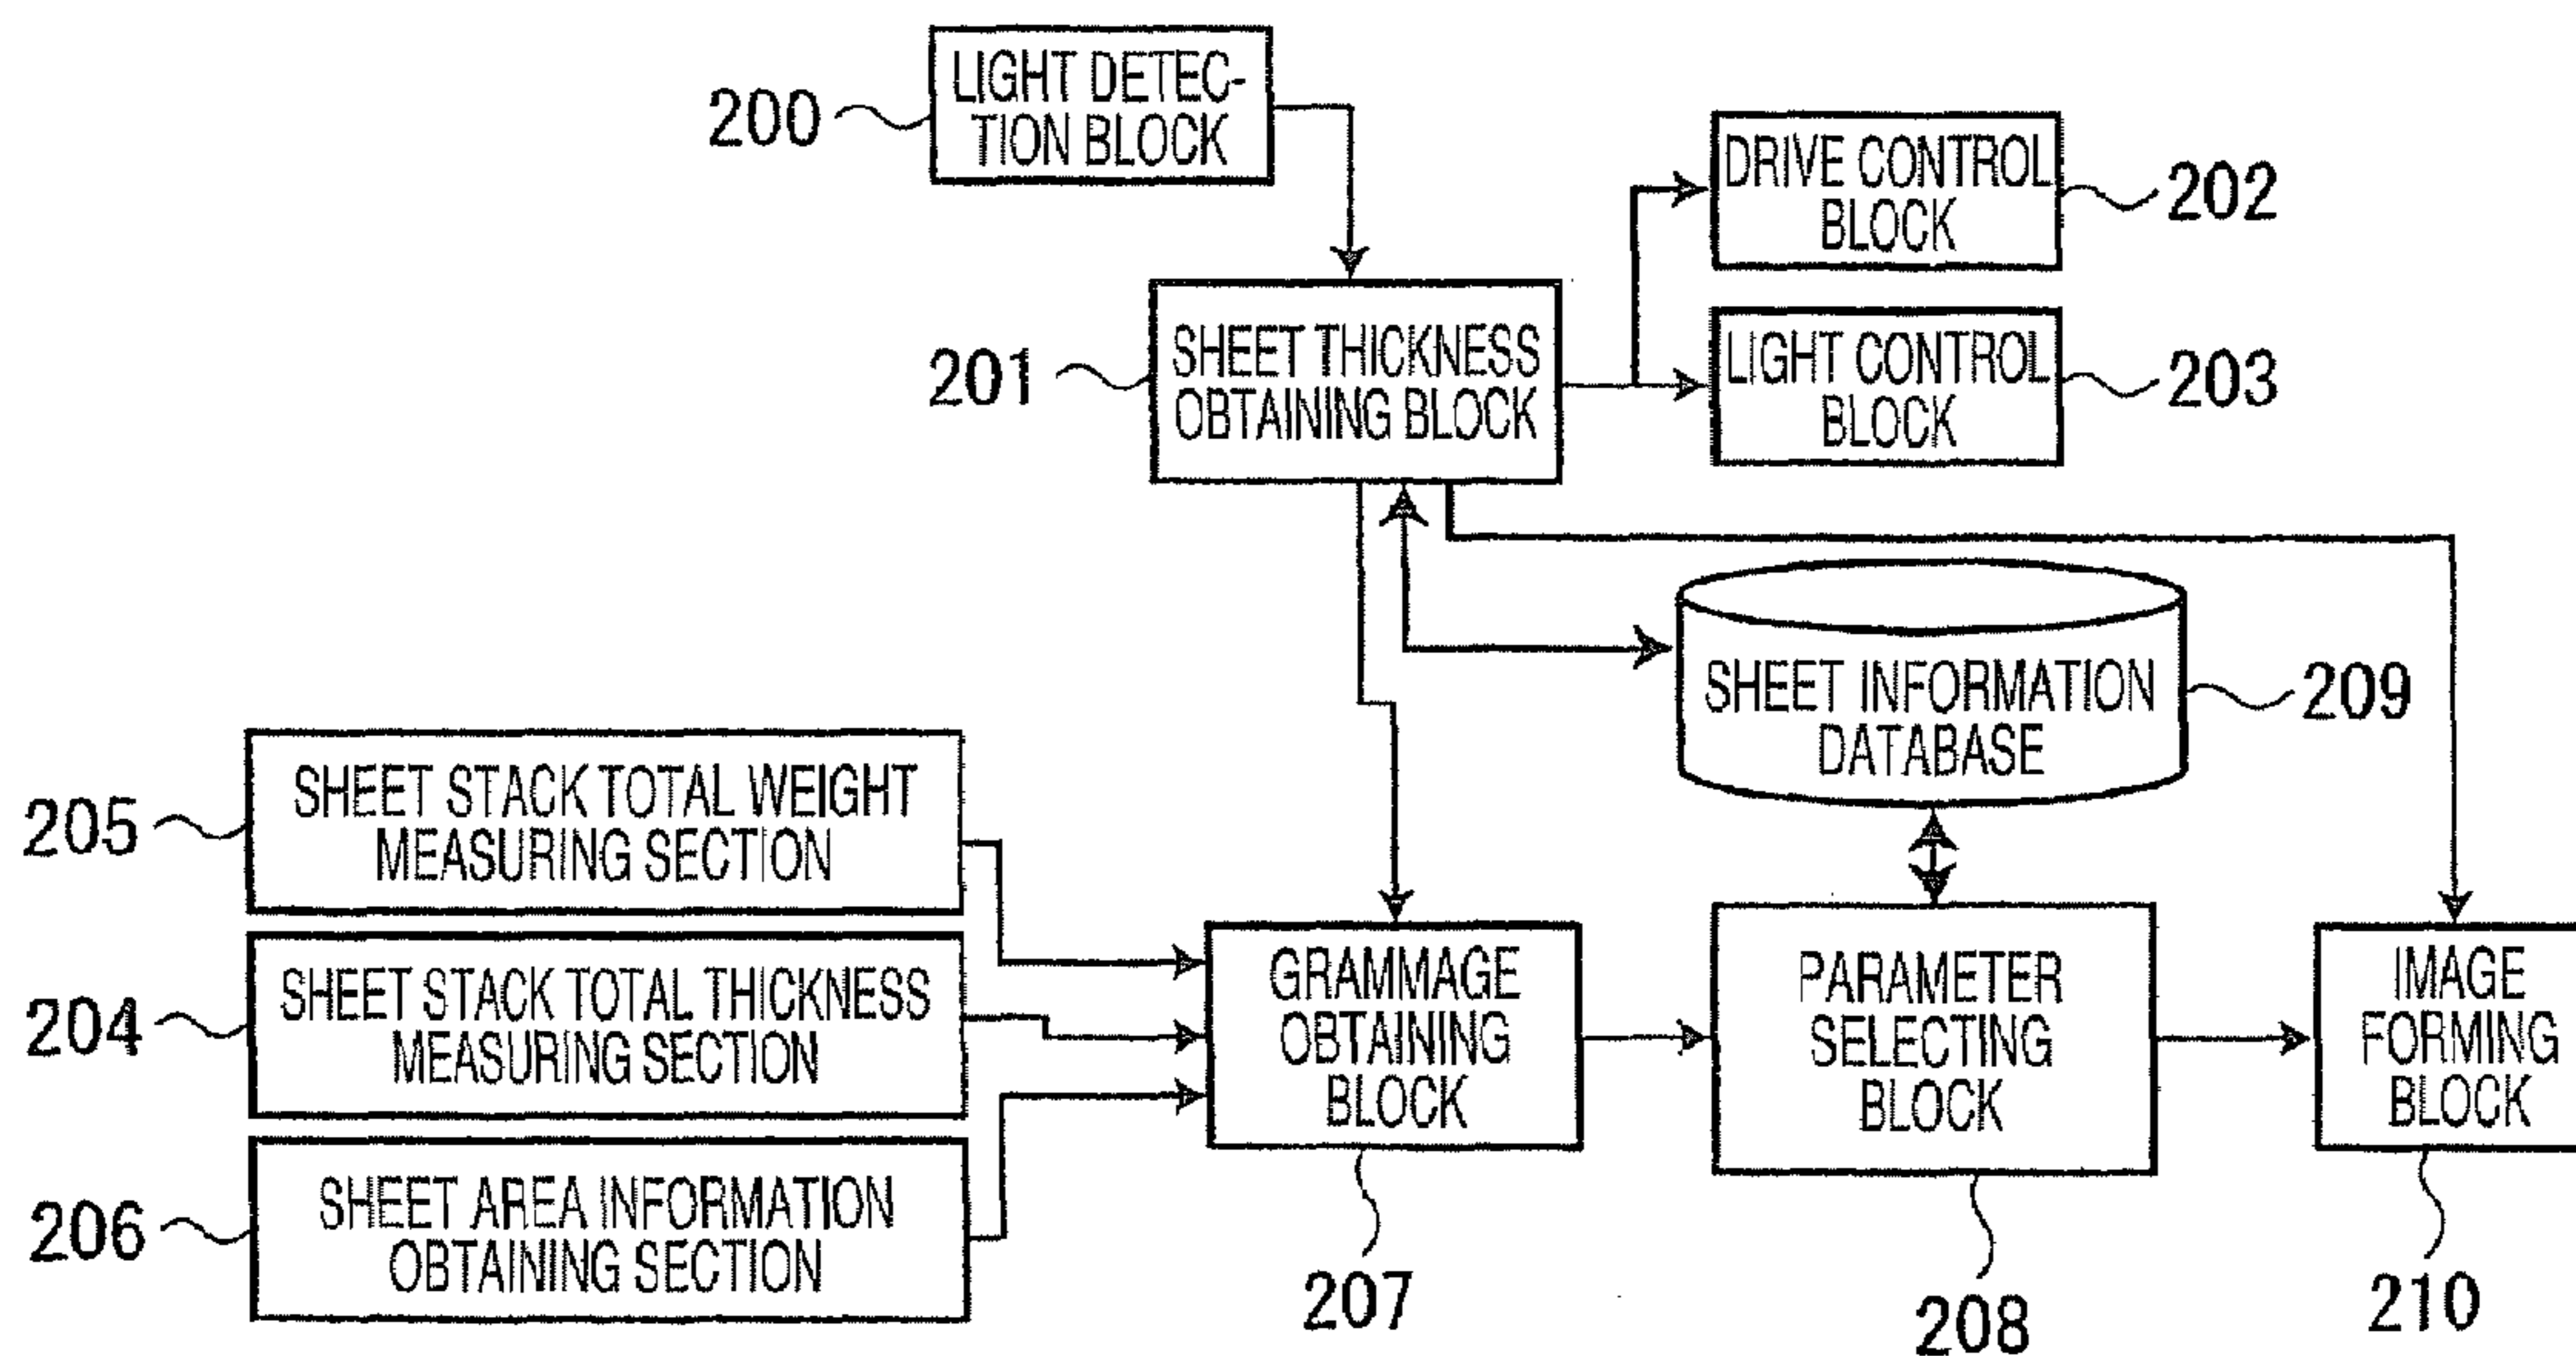 LIGHT DETEC-
TION BLOCK
200
DRIVE CONTROL
BLOCK
202
SHEET THICKNESS
OBTAINING BLOCK
201
LIGHT CONTROL
BLOCK
203
SHEET INFORMATION
DATABASE
209
SHEET STACK TOTAL WEIGHT
MEASURING SECTION
205
SHEET STACK TOTAL THICKNESS
MEASURING SECTION
204
SHEET AREA INFORMATION
OBTAINING SECTION
206
GRAMMAGE
OBTAINING
BLOCK
207
PARAMETER
SELECTING
BLOCK
208
IMAGE
FORMING
BLOCK
210